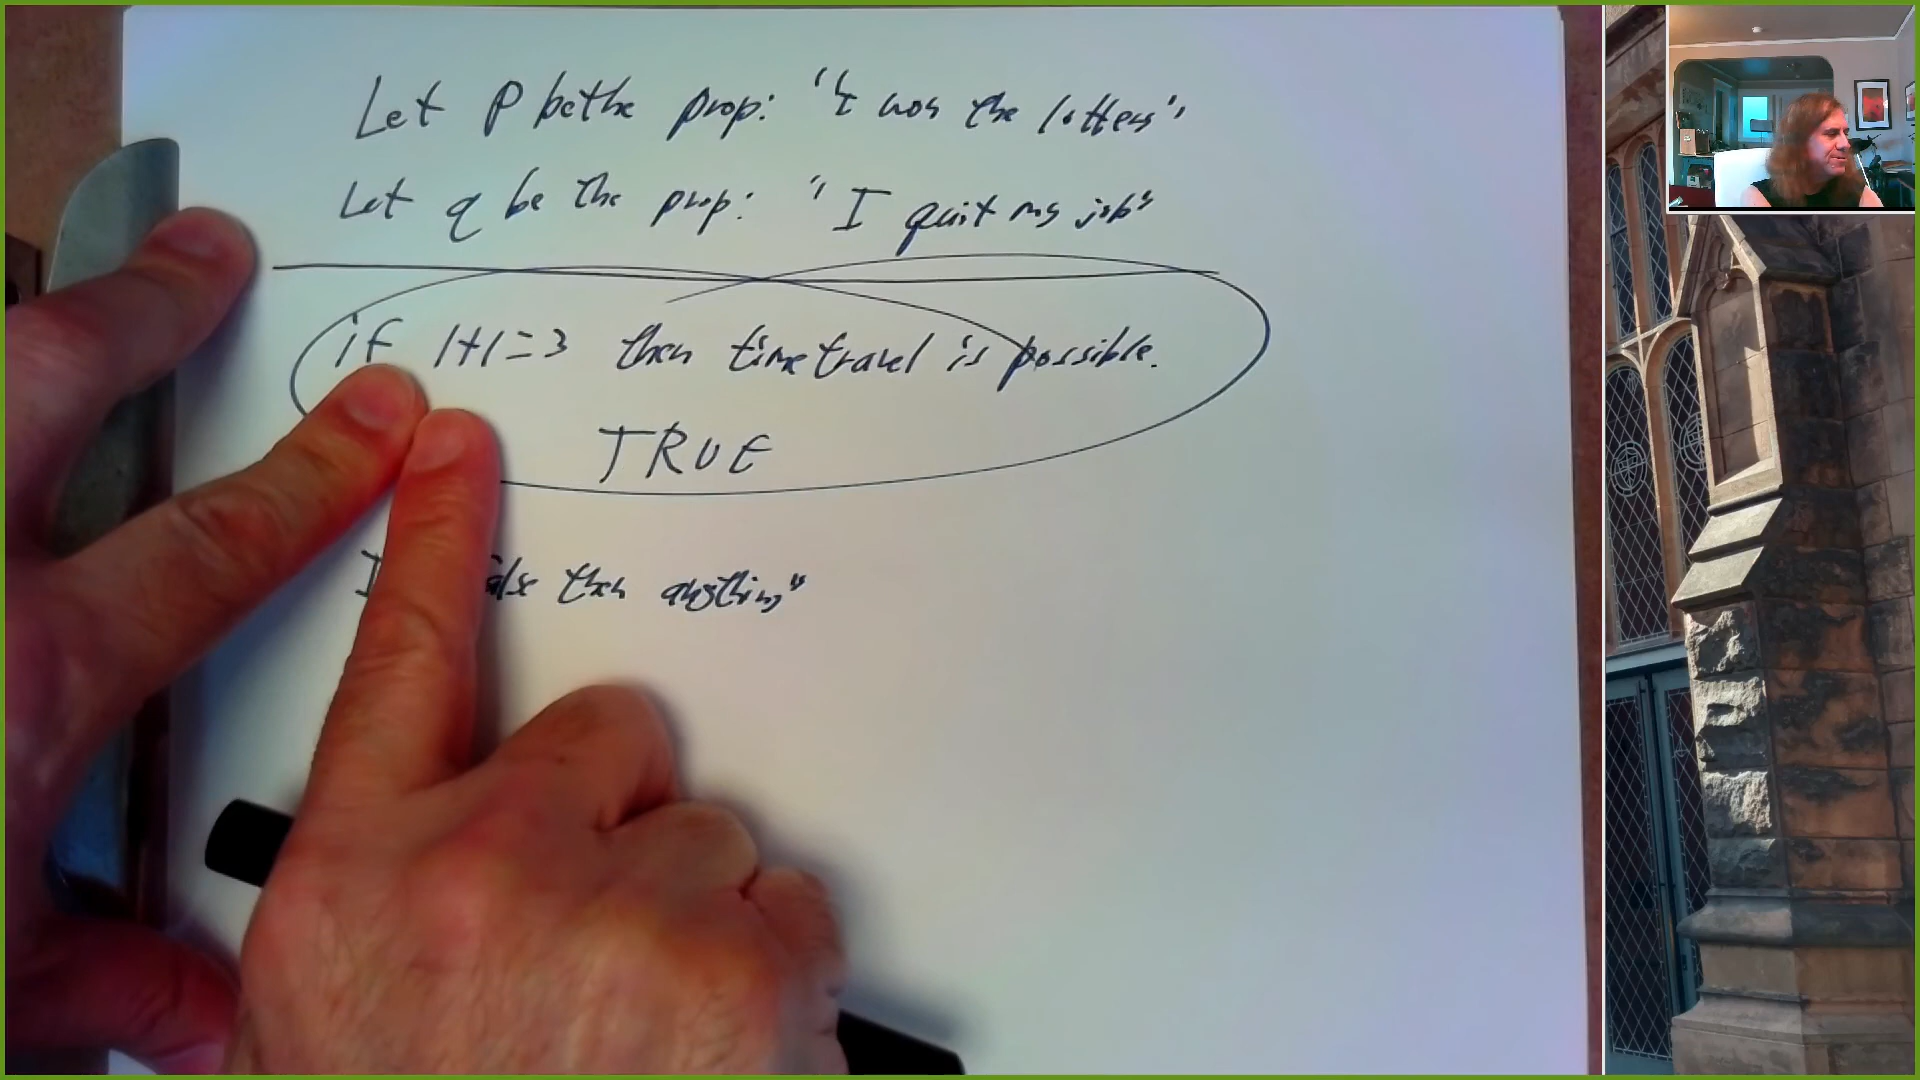 Let p be the prop: "I won the lottery"
Let q be the prop: "I quit my job"
if 1+1=3 then time travel is possible.
TRUE
then anything"